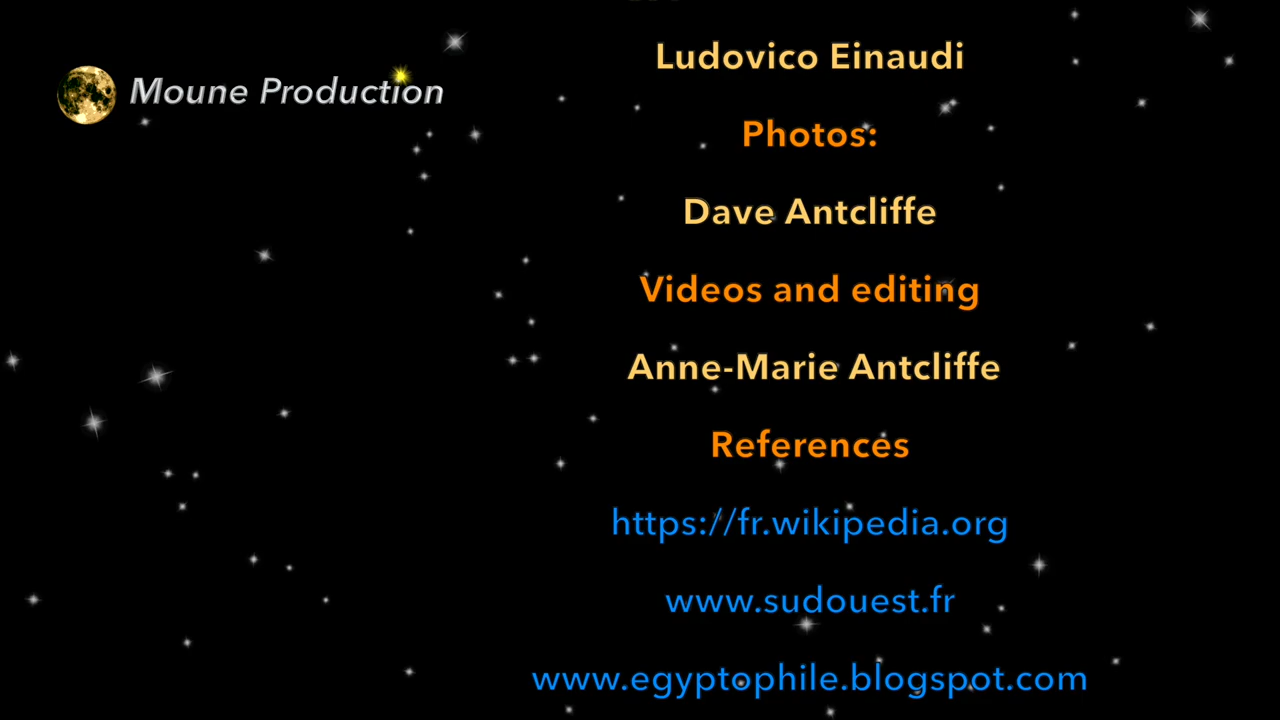 Moune Production
Ludovico Einaudi
Photos:
Dave Antcliffe
Videos and editing
Anne-Marie Antcliffe
References
https://fr.wikipedia.org
www.sudouest.fr
www.egyptophile.blogspot.com